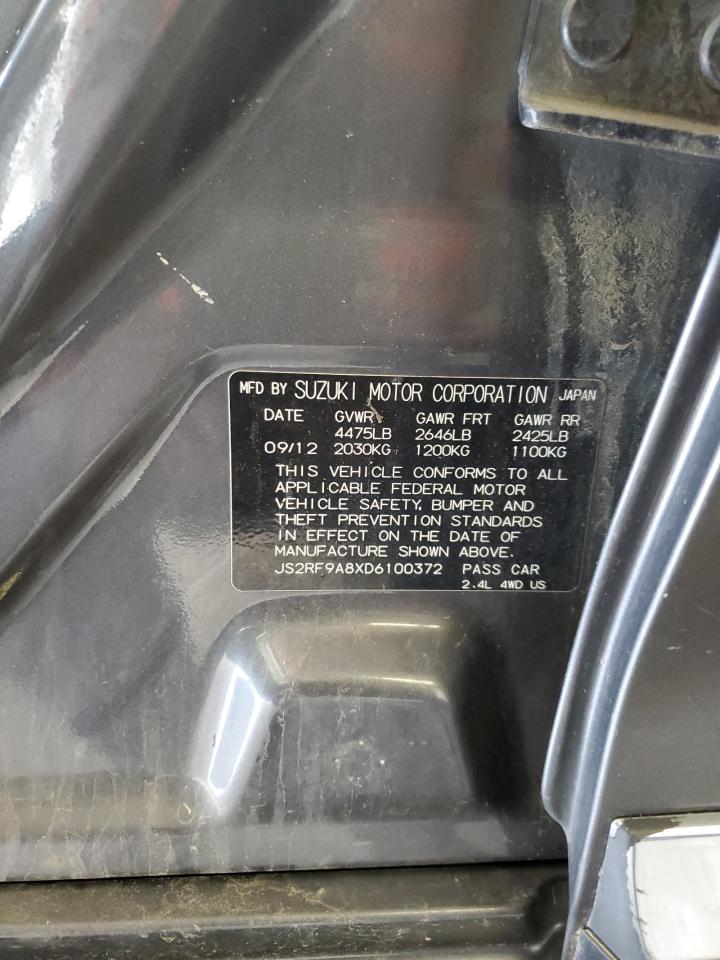 MFD BY SUZUKI MOTOR CORPORATION JAPAN
DATE GVWR GAWR FRT GAWR RR
4475LB 2646LB 2425LB
09/12 2030KG 1200KG 1100KG
THIS VEHICLE CONFORMS TO ALL
APPLICABLE FEDERAL MOTOR
VEHICLE SAFETY, BUMPER AND
THEFT PREVENTION STANDARDS
IN EFFECT ON THE DATE OF
MANUFACTURE SHOWN ABOVE.
JS2RF9A8XD6100372 PASS CAR
2.4L 4WD US